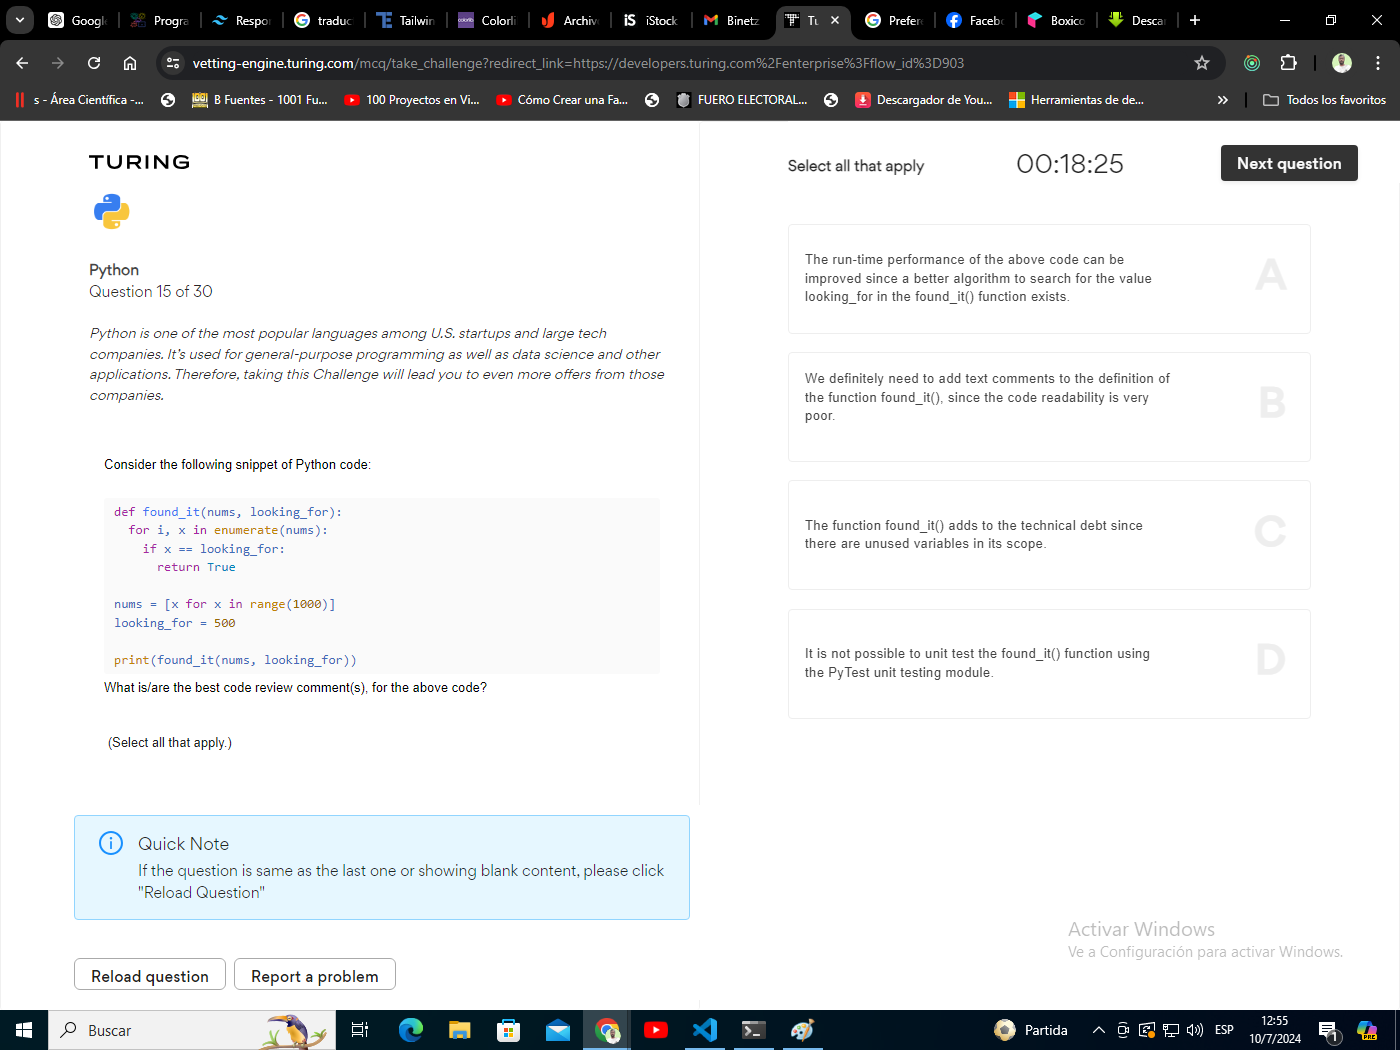 Google
Progra
Respor
traduc
Tailwin
Colorli
Archiv
iS iStock
Binetz
Tu
Prefer
Facebo
Boxico
Desca
vetting-engine.turing.com/mcq/take_challenge?redirect_link=https://developers.turing.com%2Fenterprise%3Fflow_id%3D903
s - Área Científica -...
B Fuentes - 1001 Fu...
100 Proyectos en Vi...
Cómo Crear una Fa...
FUERO ELECTORAL...
Descargador de You...
Herramientas de de...
Todos los favoritos
TURING
Python
Question 15 of 30
Python is one of the most popular languages among U.S. startups and large tech
companies. It's used for general-purpose programming as well as data science and other
applications. Therefore, taking this Challenge will lead you to even more offers from those
companies.
Consider the following snippet of Python code:
def found_it(nums, looking_for):
  for i, x in enumerate(nums):
    if x == looking_for:
      return True
nums = [x for x in range(1000)]
looking_for = 500
print(found_it(nums, looking_for))
What is/are the best code review comment(s), for the above code?
(Select all that apply.)
Quick Note
If the question is same as the last one or showing blank content, please click
"Reload Question"
Reload question
Report a problem
Select all that apply
00:18:25
Next question
The run-time performance of the above code can be
improved since a better algorithm to search for the value
looking_for in the found_it() function exists.
A
We definitely need to add text comments to the definition of
the function found_it(), since the code readability is very
poor.
B
The function found_it() adds to the technical debt since
there are unused variables in its scope.
C
It is not possible to unit test the found_it() function using
the PyTest unit testing module.
D
Activar Windows
Ve a Configuración para activar Windows.
Buscar
Partida
ESP
12:55
10/7/2024
1
PRE